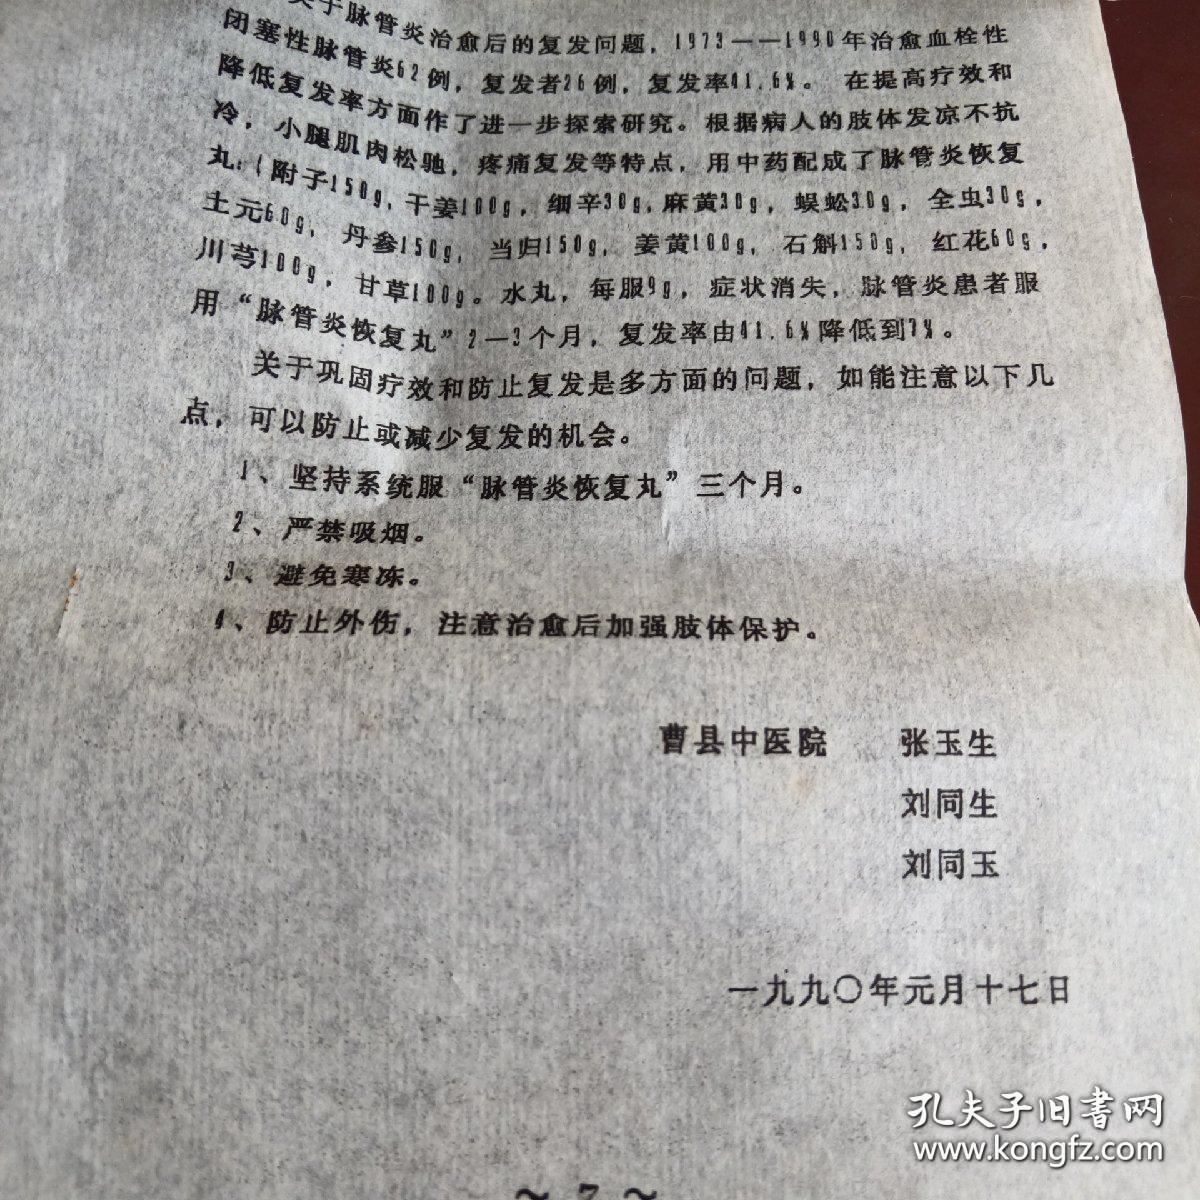 关于脉管炎治愈后的复发问题，1973——1990年治愈血栓性
闭塞性脉管炎62例，复发者26例，复发率41.6%。在提高疗效和
降低复发率方面作了进一步探索研究。根据病人的肢体发凉不抗
冷，小腿肌肉松驰，疼痛复发等特点，用中药配成了脉管炎恢复
丸：（附子150g，干姜100g，细辛30g，麻黄30g，蜈蚣30g，全虫30g，
土元60g，丹参150g，当归150g，姜黄100g，石斛150g，红花60g，
川芎100g，甘草100g。水丸，每服9g，症状消失，脉管炎患者服
用“脉管炎恢复丸”2—3个月，复发率由41.6%降低到7%。
关于巩固疗效和防止复发是多方面的问题，如能注意以下几
点，可以防止或减少复发的机会。
1、坚持系统服“脉管炎恢复丸”三个月。
2、严禁吸烟。
3、避免寒冻。
4、防止外伤，注意治愈后加强肢体保护。
曹县中医院 张玉生
刘同生
刘同玉
一九九〇年元月十七日
～7～
孔夫子旧书网
www.kongfz.com